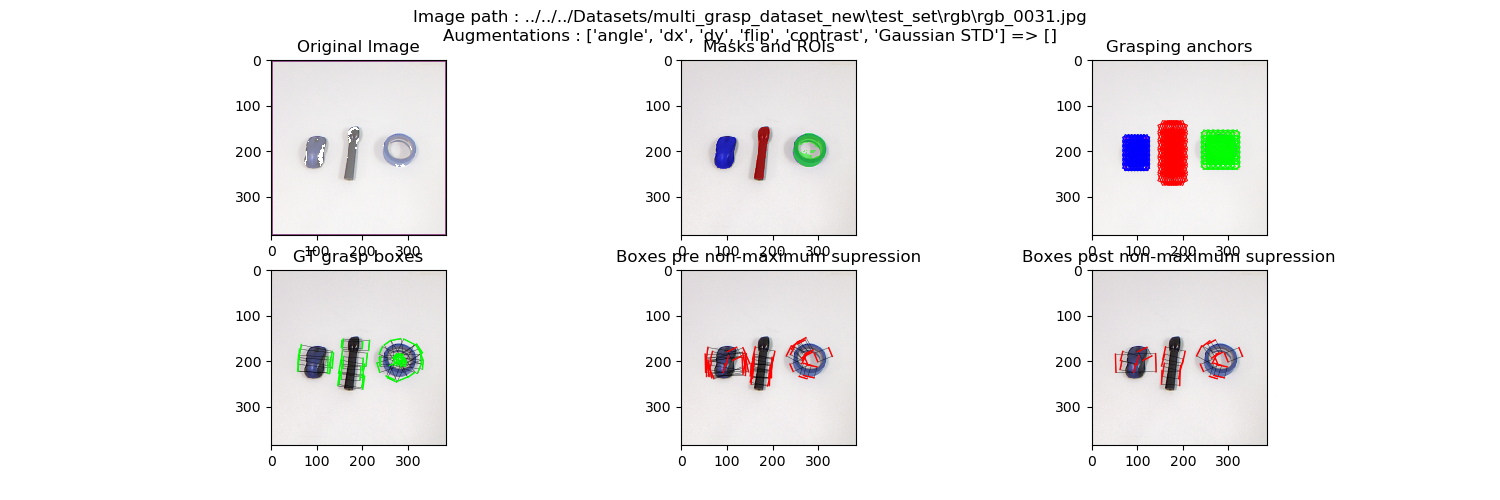 Image path : ../../../Datasets/multi_grasp_dataset_new\test_set\rgb\rgb_0031.jpg
Augmentations : ['angle', 'dx', 'dy', 'flip', 'contrast', 'Gaussian STD'] => []
Original Image
0
100
200
300
0 100 200 300
Masks and ROIs
0
100
200
300
0 100 200 300
Grasping anchors
0
100
200
300
0 100 200 300
GT grasp boxes
0
100
200
300
0 100 200 300
Boxes pre non-maximum supression
0
100
200
300
0 100 200 300
Boxes post non-maximum supression
0
100
200
300
0 100 200 300